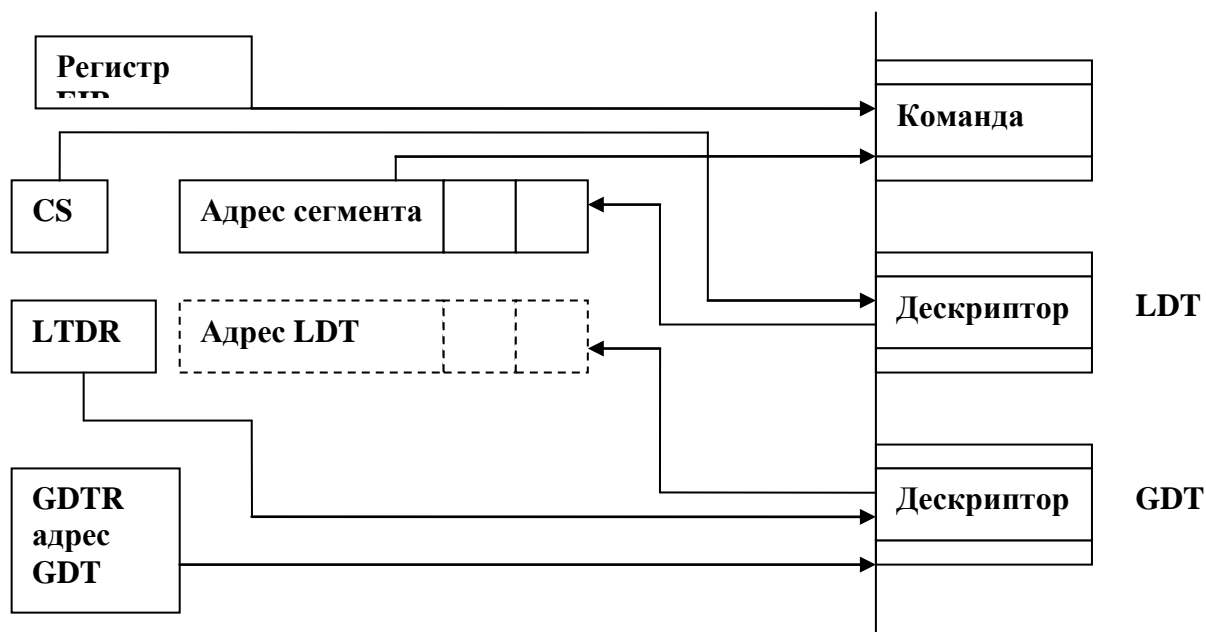 Регистр
Команда
CS
Адрес сегмента
Дескриптор
LDT
LTDR
Адрес LDT
GDTR
адрес
GDT
Дескриптор
GDT